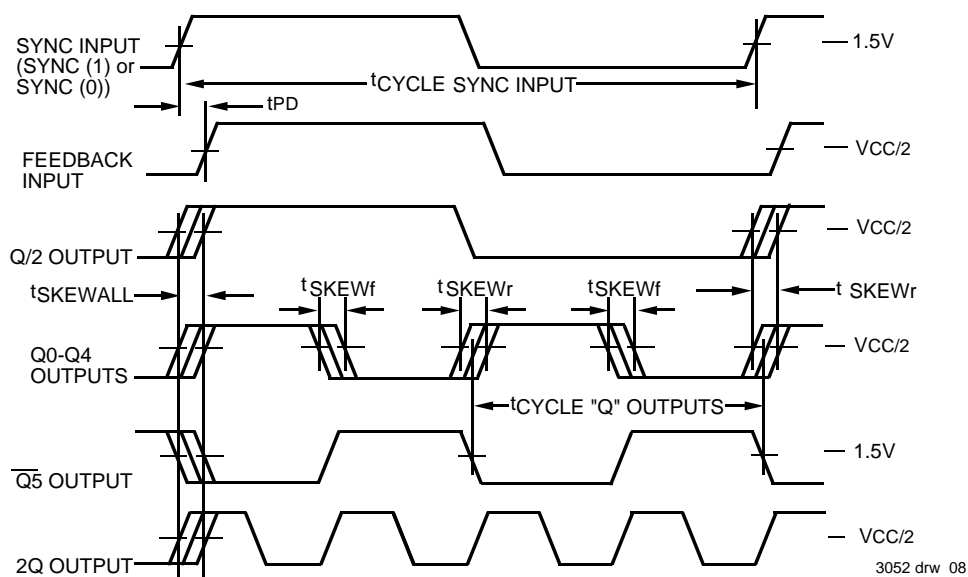 SYNC INPUT
(SYNC (1) or
SYNC (0))
1.5V
tCYCLE SYNC INPUT
tPD
FEEDBACK
INPUT
VCC/2
Q/2 OUTPUT
VCC/2
tSKEWALL
tSKEWf
tSKEWr
tSKEWf
t SKEWr
Q0-Q4
OUTPUTS
VCC/2
tCYCLE "Q" OUTPUTS
Q̅5̅ OUTPUT
1.5V
2Q OUTPUT
VCC/2
3052 drw 08